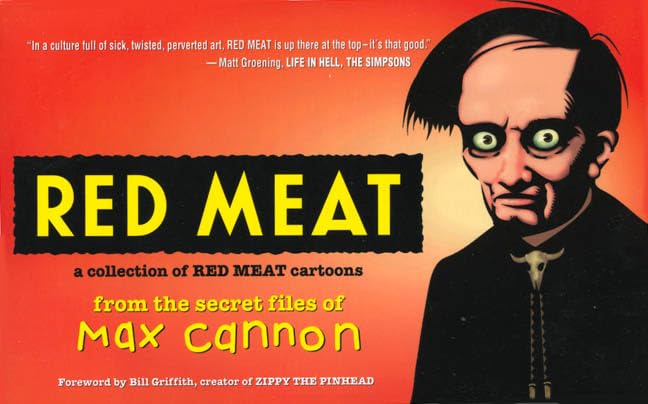 "In a culture full of sick, twisted, perverted art, RED MEAT is up there at the top–it's that good."
—Matt Groening, LIFE IN HELL, THE SIMPSONS
RED MEAT
a collection of RED MEAT cartoons
from the secret files of
Max Cannon
Foreword by Bill Griffith, creator of ZIPPY THE PINHEAD